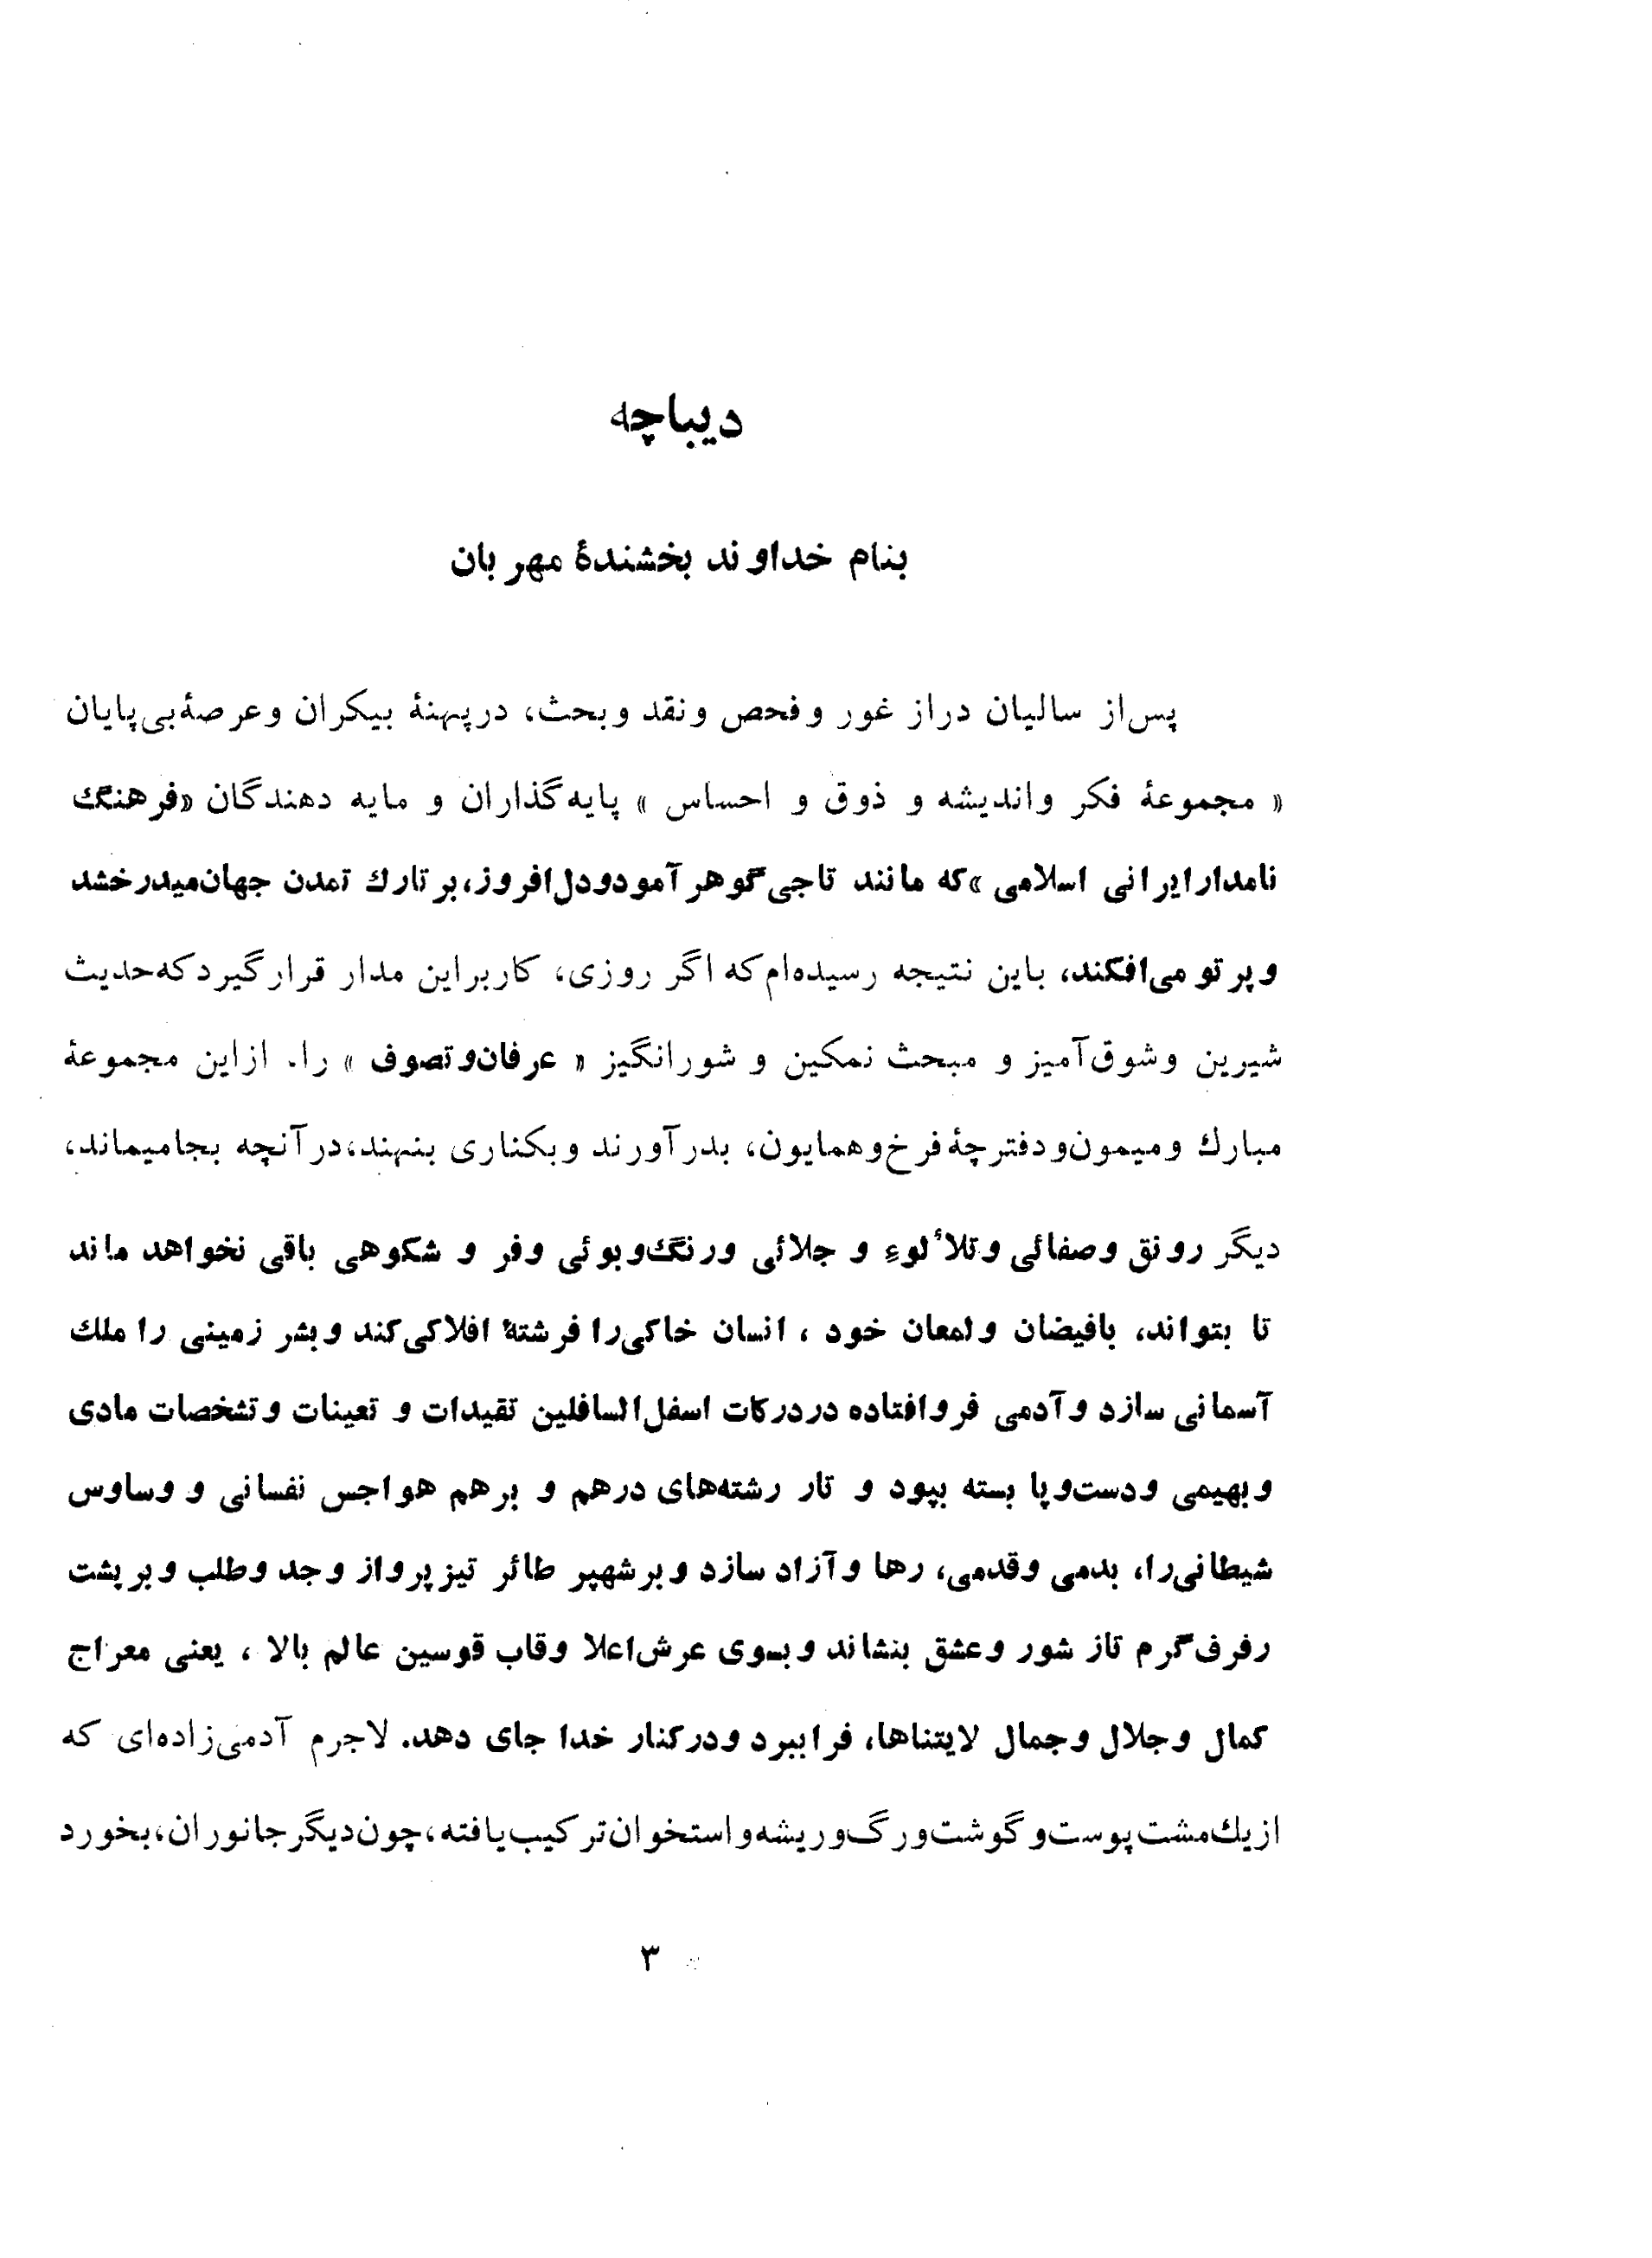 دیباچه
بنام خداوند بخشندهٔ مهربان
پس‌از سالیان دراز غور وفحص ونقد وبحث، درپهنهٔ بیکران وعرصهٔ‌بی‌پایان
« مجموعهٔ فکر واندیشه و ذوق و احساس » پایه‌گذاران و مایه دهندگان «فرهنگ
نامدارایرانی اسلامی »که مانند تاجی‌گوهرآمودودل‌افروز،برتارك تمدن جهان‌میدرخشد
وپرتو می‌افکند، باین نتیجه رسیده‌ام‌که اگر روزی، کاربراین مدار قرارگیردکه‌حدیث
شیرین وشوق‌آمیز و مبحث نمکین و شورانگیز « عرفان‌وتصوف » را. ازاین مجموعهٔ
مبارك ومیمون‌ودفترچهٔ‌فرخ‌وهمایون، بدرآورند وبکناری بنهند،درآنچه بجامیماند،
دیگر رونق وصفائی وتلأ لوء و جلائی ورنگ‌وبوئی وفر و شکوهی باقی نخواهد ماند
تا بتواند، بافیضان ولمعان خود ، انسان خاکی‌را فرشتهٔ افلاکی‌کند وبشر زمینی را ملك
آسمانی سازد وآدمی فروافتاده دردرکات اسفل‌السافلین تقیدات و تعینات وتشخصات مادی
وبهیمی ودست‌وپا بسته بپود و تار رشته‌های درهم و برهم هواجس نفسانی و وساوس
شیطانی‌را، بدمی وقدمی، رها وآزاد سازد وبرشهپر طائر تیزپرواز وجد وطلب وبرپشت
رفرف‌گرم تاز شور وعشق بنشاند وبسوی عرش‌اعلا وقاب قوسین عالم بالا ، یعنی معراج
کمال وجلال وجمال لایتناها، فراببرد ودرکنار خدا جای دهد. لاجرم آدمی‌زاده‌ای که
ازیك‌مشت‌پوست‌وگوشت‌ورگ‌وریشه‌واستخوان‌ترکیب‌یافته،چون‌دیگرجانوران،بخورد
۳